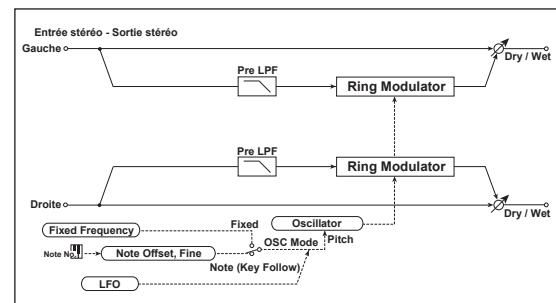 Entrée stéréo - Sortie stéréo
Gauche
Dry / Wet
Pre LPF
Ring Modulator
Pre LPF
Ring Modulator
Droite
Dry / Wet
Fixed Frequency
Fixed
Oscillator
OSC Mode
Pitch
Note No.
Note Offset, Fine
Note (Key Follow)
LFO